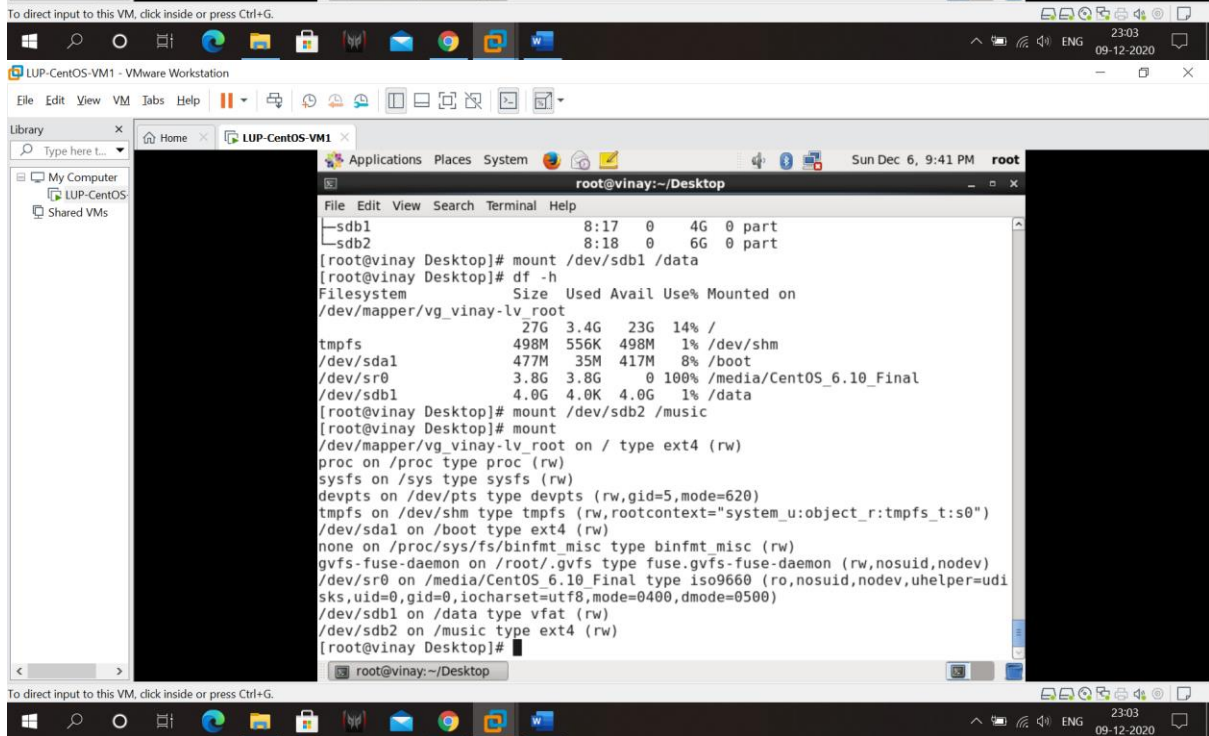 To direct input to this VM, click inside or press Ctrl+G.
ENG
23:03
09-12-2020
LUP-CentOS-VM1 - VMware Workstation
File Edit View VM Tabs Help
Library
Home
LUP-CentOS-VM1
Type here t...
My Computer
LUP-CentOS-
Shared VMs
Applications Places System
Sun Dec 6, 9:41 PM root
root@vinay:~/Desktop
File Edit View Search Terminal Help
├─sdb1 8:17 0 4G 0 part
└─sdb2 8:18 0 6G 0 part
[root@vinay Desktop]# mount /dev/sdb1 /data
[root@vinay Desktop]# df -h
Filesystem Size Used Avail Use% Mounted on
/dev/mapper/vg_vinay-lv_root
27G 3.4G 23G 14% /
tmpfs 498M 556K 498M 1% /dev/shm
/dev/sda1 477M 35M 417M 8% /boot
/dev/sr0 3.8G 3.8G 0 100% /media/CentOS_6.10_Final
/dev/sdb1 4.0G 4.0K 4.0G 1% /data
[root@vinay Desktop]# mount /dev/sdb2 /music
[root@vinay Desktop]# mount
/dev/mapper/vg_vinay-lv_root on / type ext4 (rw)
proc on /proc type proc (rw)
sysfs on /sys type sysfs (rw)
devpts on /dev/pts type devpts (rw,gid=5,mode=620)
tmpfs on /dev/shm type tmpfs (rw,rootcontext="system_u:object_r:tmpfs_t:s0")
/dev/sda1 on /boot type ext4 (rw)
none on /proc/sys/fs/binfmt_misc type binfmt_misc (rw)
gvfs-fuse-daemon on /root/.gvfs type fuse.gvfs-fuse-daemon (rw,nosuid,nodev)
/dev/sr0 on /media/CentOS_6.10_Final type iso9660 (ro,nosuid,nodev,uhelper=udi
sks,uid=0,gid=0,iocharset=utf8,mode=0400,dmode=0500)
/dev/sdb1 on /data type vfat (rw)
/dev/sdb2 on /music type ext4 (rw)
[root@vinay Desktop]#
root@vinay:~/Desktop
To direct input to this VM, click inside or press Ctrl+G.
ENG
23:03
09-12-2020